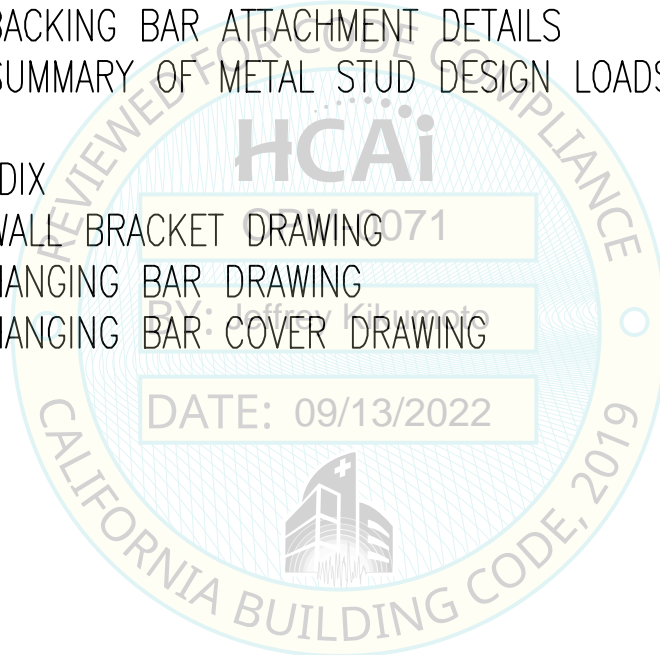 BACKING BAR ATTACHMENT DETAILS
SUMMARY OF METAL STUD DESIGN LOADS
DIX
WALL BRACKET DRAWING
HANGING BAR DRAWING
HANGING BAR COVER DRAWING
REVIEWED FOR CODE COMPLIANCE
HCAi
OPM-0071
BY: Jeffrey Kikumoto
DATE: 09/13/2022
CALIFORNIA BUILDING CODE, 2019